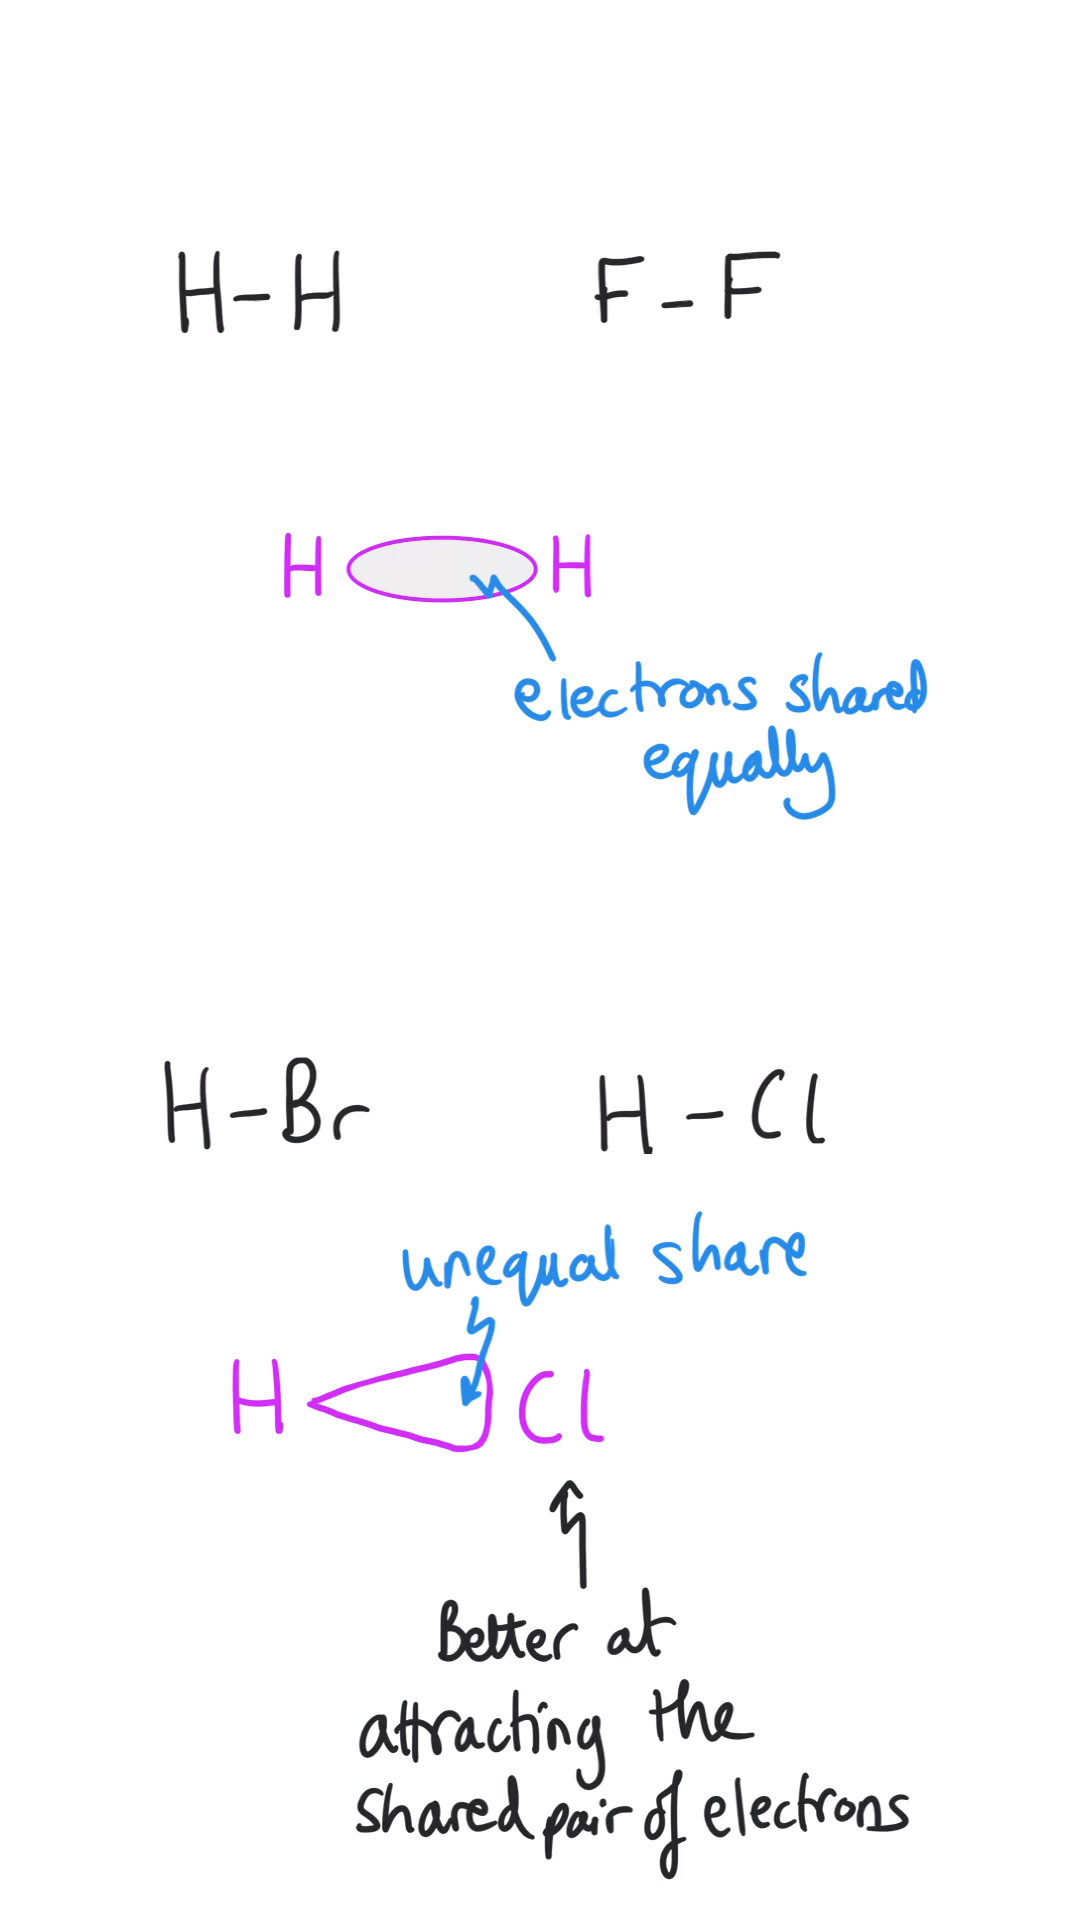 H-H F-F
H H
electrons shared
equally
H-Br H-Cl
unequal share
H Cl
Better at
attracting the
shared pair of electrons